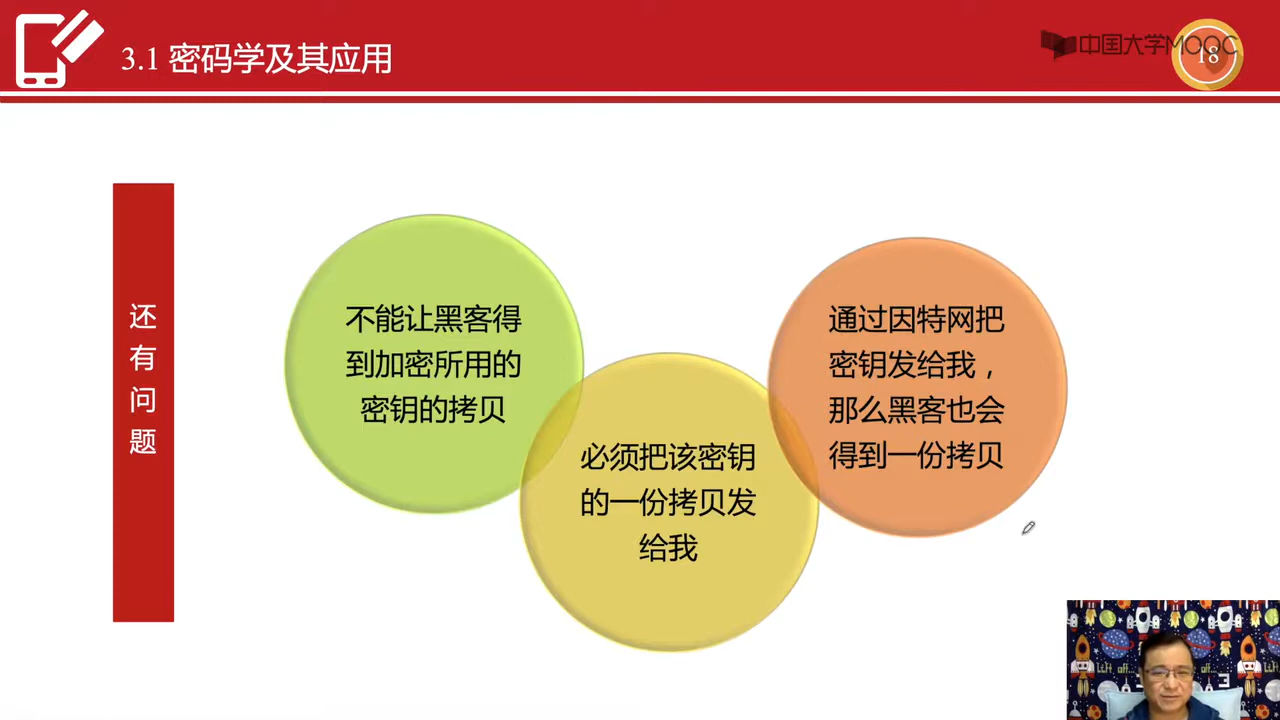 3.1 密码学及其应用
中国大学MOOC
18
还
有
问
题
不能让黑客得
到加密所用的
密钥的拷贝
必须把该密钥
的一份拷贝发
给我
通过因特网把
密钥发给我，
那么黑客也会
得到一份拷贝